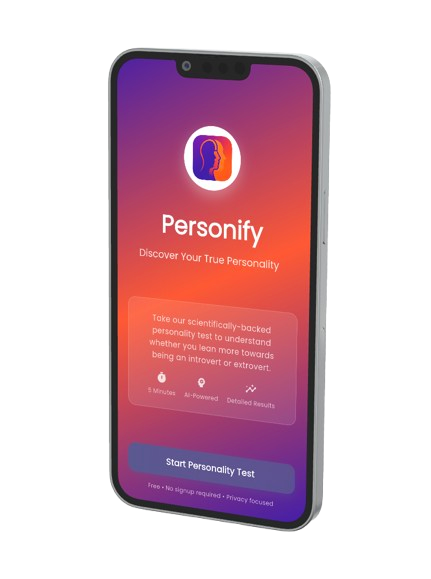 Personify
Discover Your True Personality
Take our scientifically-backed
personality test to understand
whether you lean more towards
being an introvert or extrovert.
5 Minutes AI-Powered Detailed Results
Start Personality Test
Free • No signup required • Privacy focused